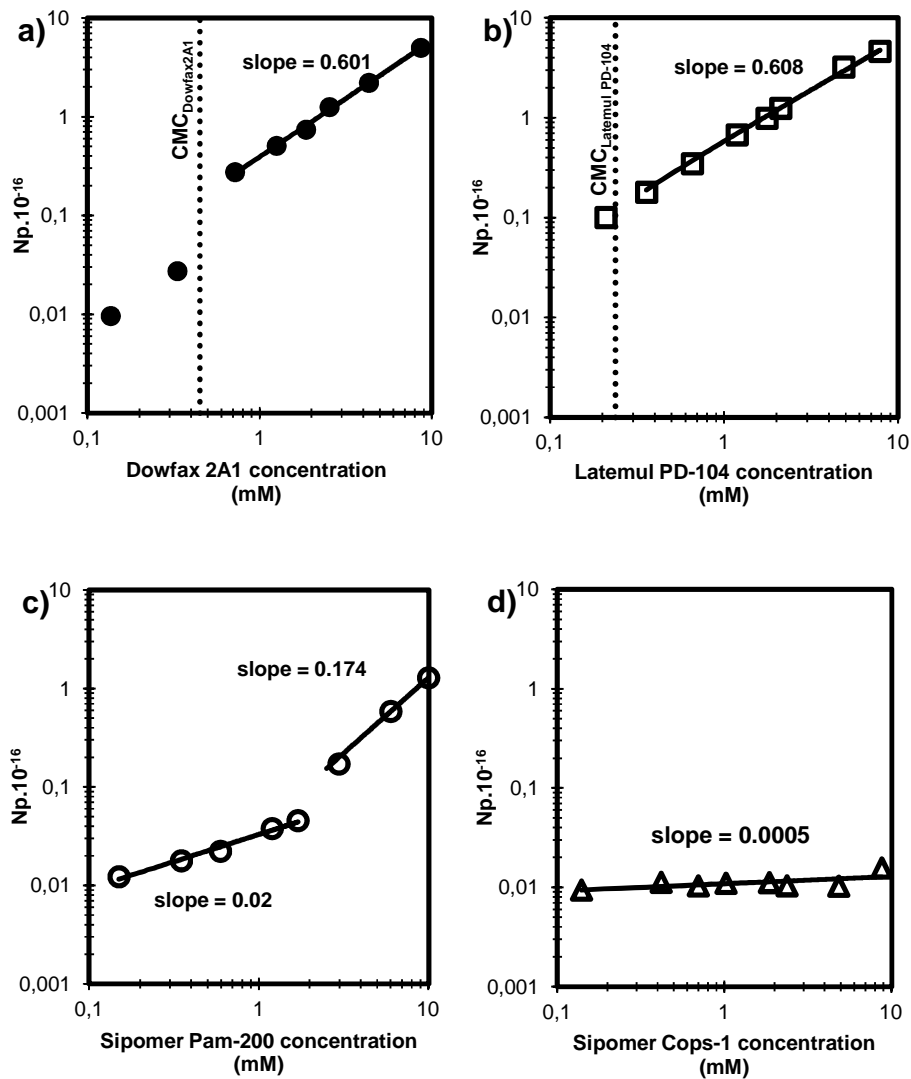 a)
10
1
0,1
0,01
0,001
Np.10-16
CMCDowfax2A1
slope = 0.601
0,1 1 10
Dowfax 2A1 concentration
(mM)
b)
10
1
0,1
0,01
0,001
Np.10-16
CMCLatemul PD-104
slope = 0.608
0,1 1 10
Latemul PD-104 concentration
(mM)
c)
10
1
0,1
0,01
0,001
Np.10-16
slope = 0.174
slope = 0.02
0,1 1 10
Sipomer Pam-200 concentration
(mM)
d)
10
1
0,1
0,01
0,001
Np.10-16
slope = 0.0005
0,1 1 10
Sipomer Cops-1 concentration
(mM)